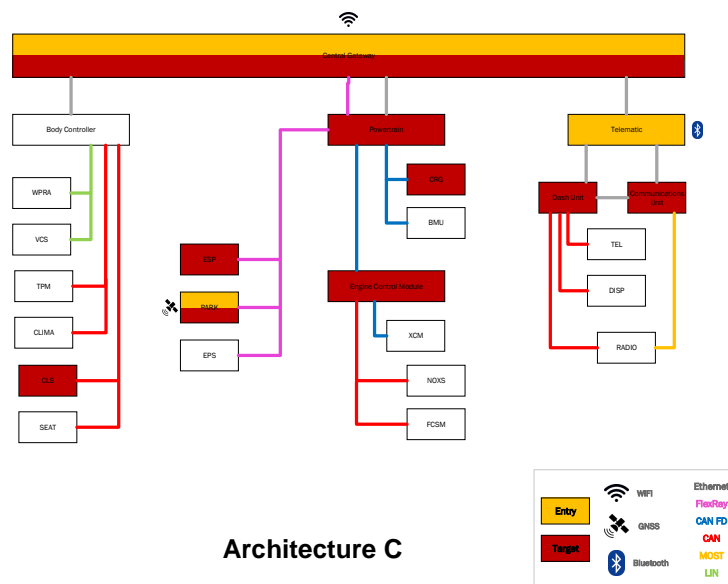 Central Gateway
Body Controller
Powertrain
Telematic
WPRA
CRG
Dash Unit
Communications
Unit
VCS
BMU
TEL
ESP
TPM
Engine Control Module
DISP
PARK
CLIMA
XCM
RADIO
EPS
CLS
NOXS
SEAT
FCSM
Architecture C
Entry
Target
WIFI
GNSS
Bluetooth
Ethernet
FlexRay
CAN FD
CAN
MOST
LIN